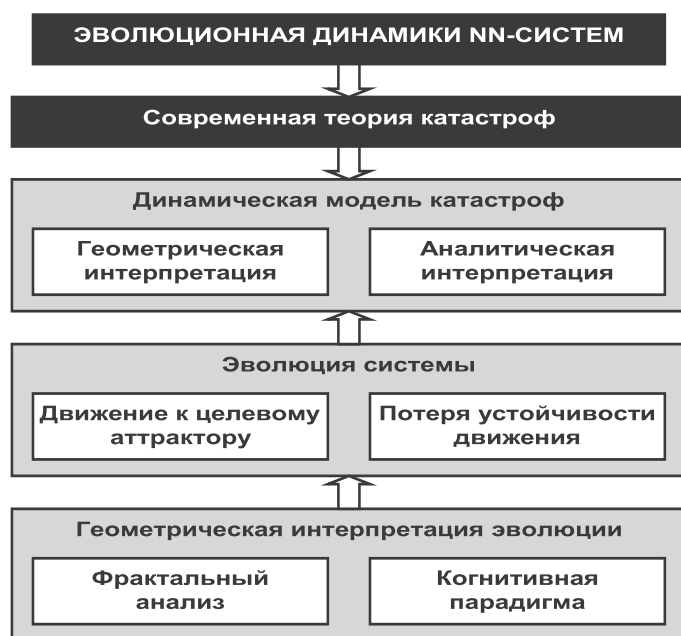 ЭВОЛЮЦИОННАЯ ДИНАМИКИ NN-СИСТЕМ
Современная теория катастроф
Динамическая модель катастроф
Геометрическая
интерпретация
Аналитическая
интерпретация
Эволюция системы
Движение к целевому
аттрактору
Потеря устойчивости
движения
Геометрическая интерпретация эволюции
Фрактальный
анализ
Когнитивная
парадигма